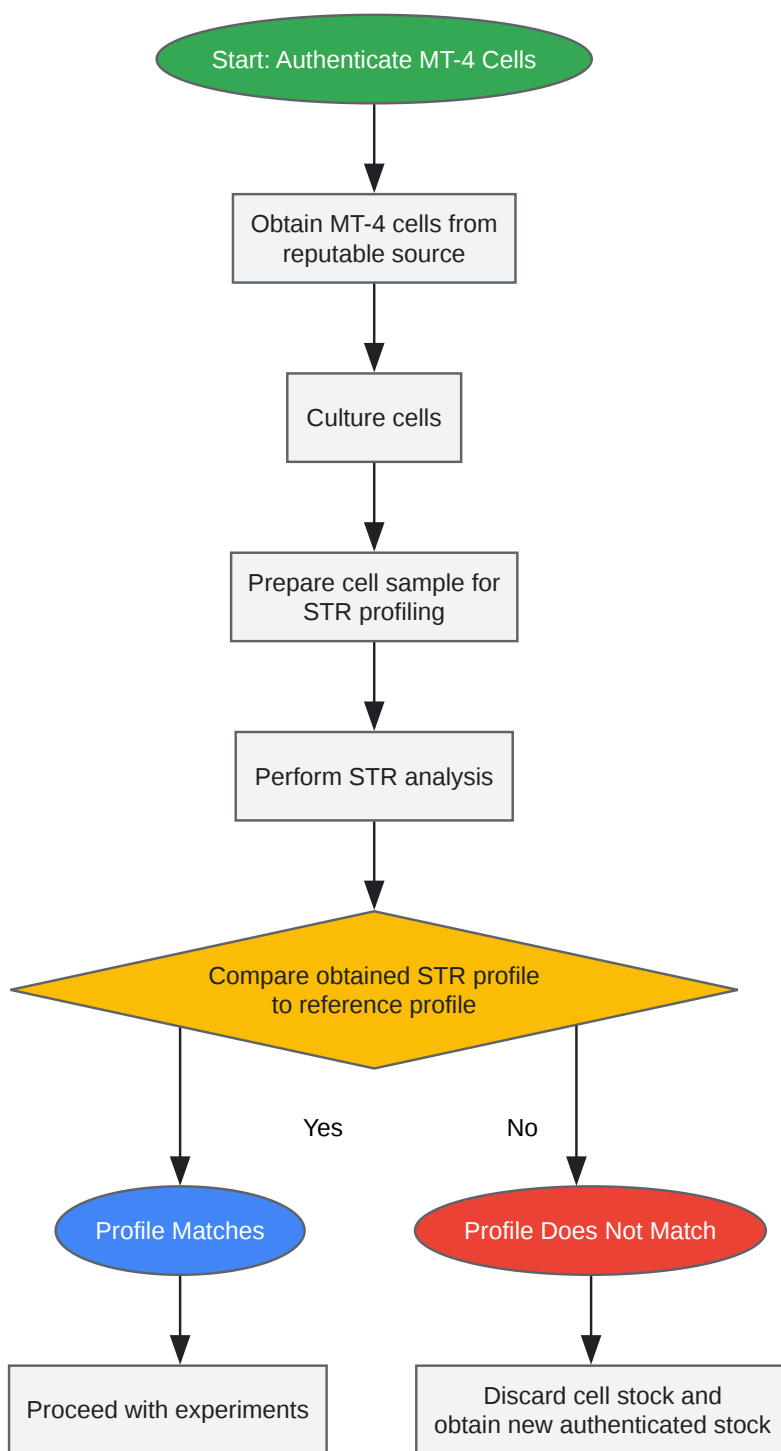 Start: Authenticate MT-4 Cells
Obtain MT-4 cells from
reputable source
Culture cells
Prepare cell sample for
STR profiling
Perform STR analysis
Compare obtained STR profile
to reference profile
Yes
No
Profile Matches
Profile Does Not Match
Proceed with experiments
Discard cell stock and
obtain new authenticated stock